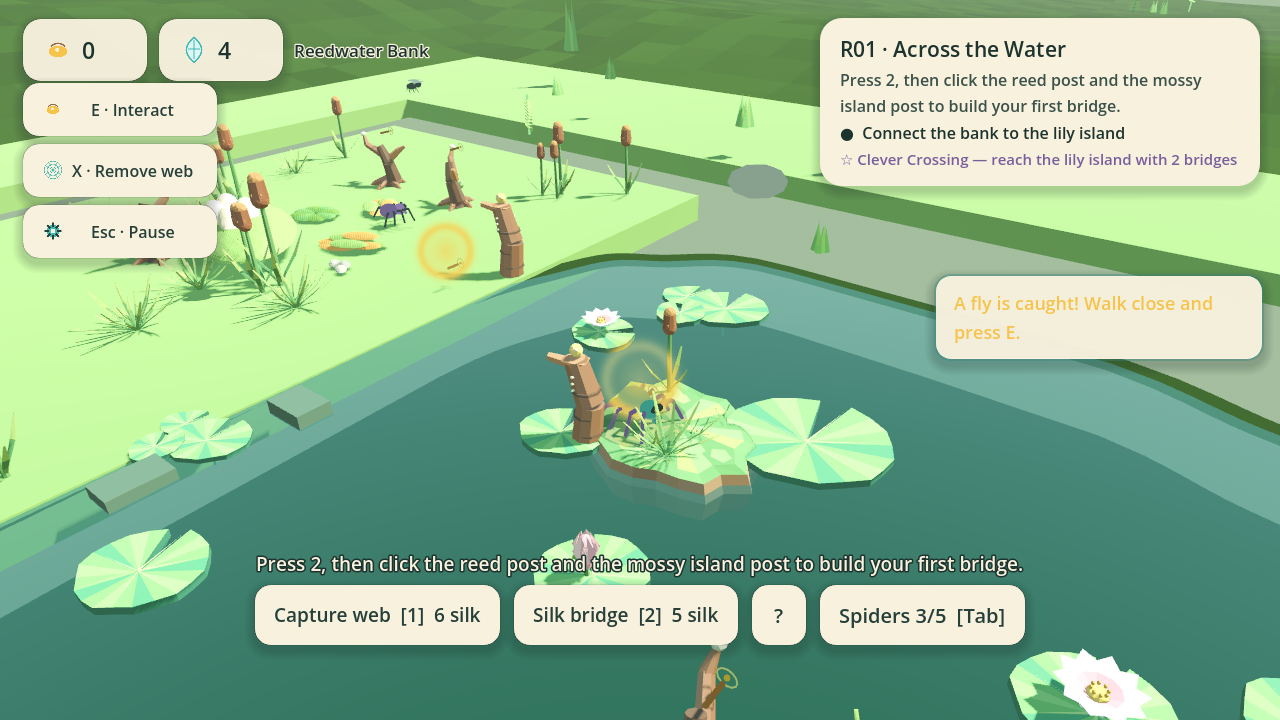 0
4
Reedwater Bank
E · Interact
X · Remove web
Esc · Pause
R01 · Across the Water
Press 2, then click the reed post and the mossy
island post to build your first bridge.
● Connect the bank to the lily island
☆ Clever Crossing — reach the lily island with 2 bridges
A fly is caught! Walk close and
press E.
Press 2, then click the reed post and the mossy island post to build your first bridge.
Capture web [1] 6 silk
Silk bridge [2] 5 silk
?
Spiders 3/5 [Tab]